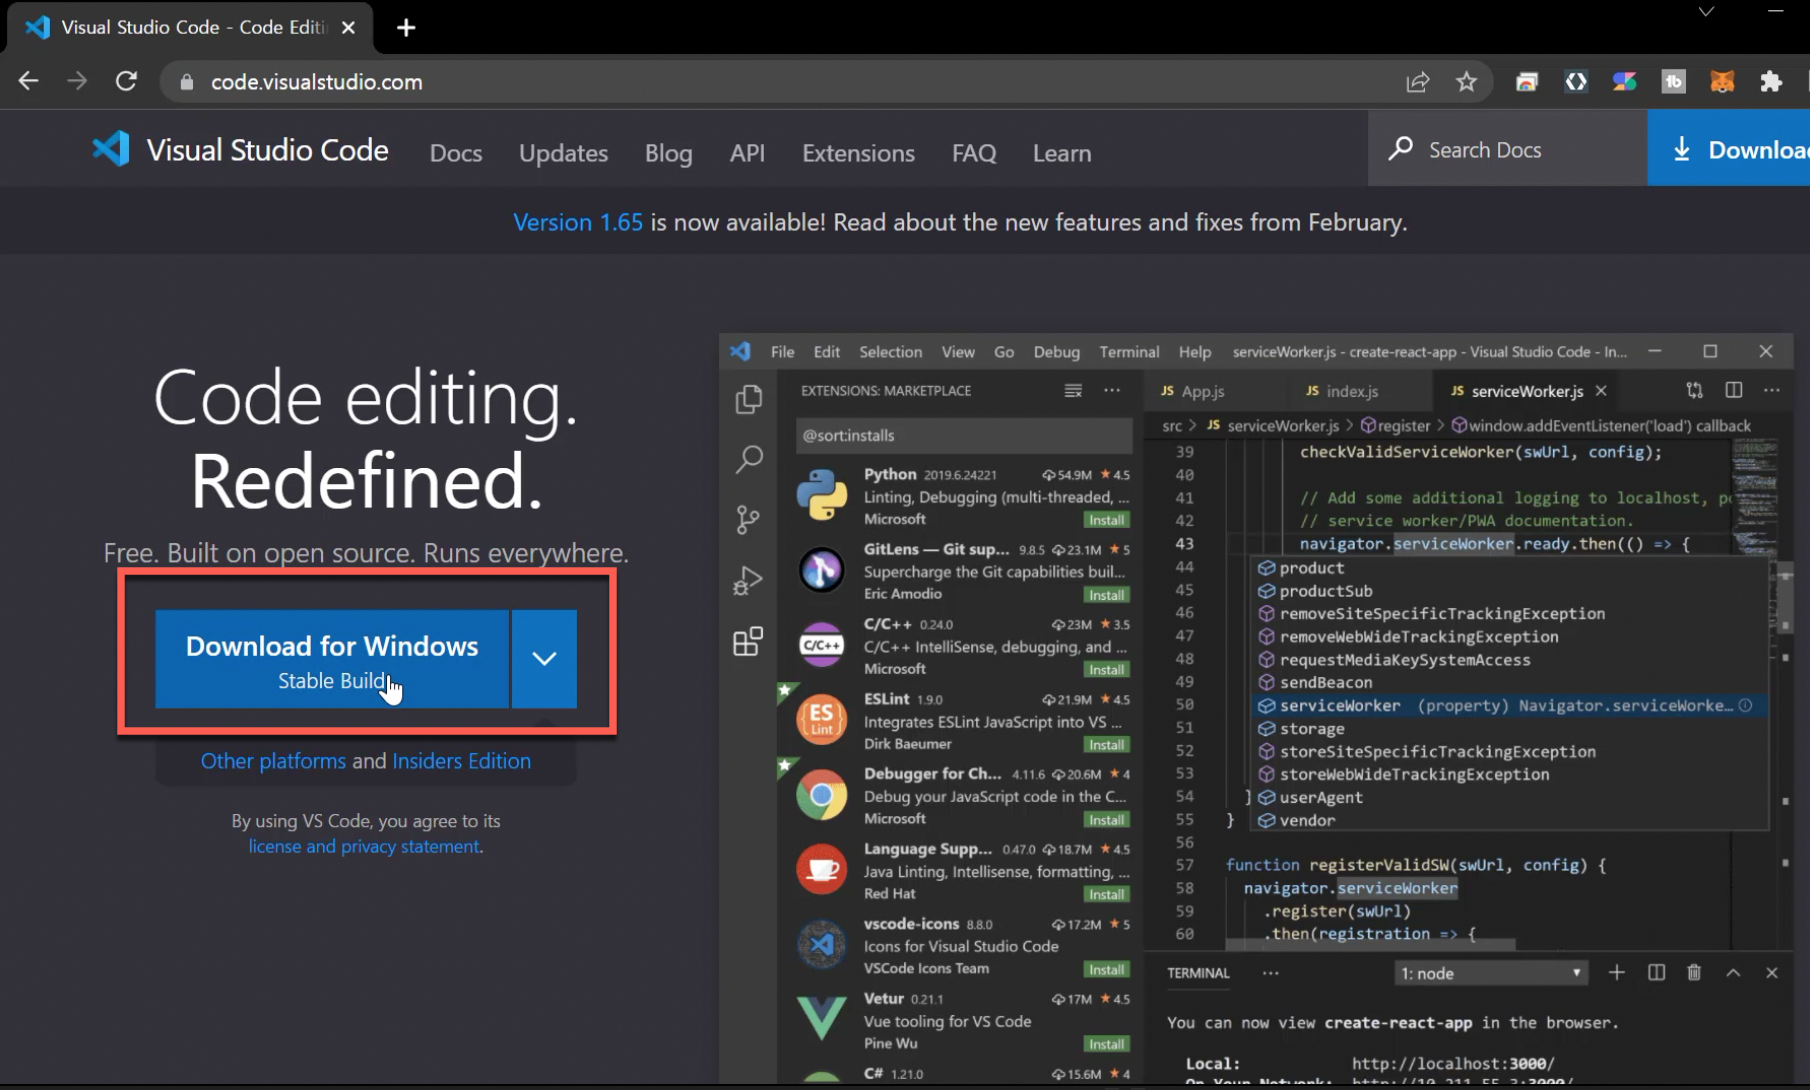 Visual Studio Code - Code Editi
code.visualstudio.com
Visual Studio Code
Docs
Updates
Blog
API
Extensions
FAQ
Learn
Search Docs
Download
Version 1.65 is now available! Read about the new features and fixes from February.
Code editing.
Redefined.
Free. Built on open source. Runs everywhere.
Download for Windows
Stable Build
Other platforms and Insiders Edition
By using VS Code, you agree to its
license and privacy statement.
File Edit Selection View Go Debug Terminal Help serviceWorker.js - create-react-app - Visual Studio Code - In...
EXTENSIONS: MARKETPLACE
@sort:installs
Python 2019.6.24221 54.9M ★ 4.5
Linting, Debugging (multi-threaded, ...
Microsoft Install
GitLens — Git sup... 9.8.5 23.1M ★ 5
Supercharge the Git capabilities buil...
Eric Amodio Install
C/C++
C/C++ 0.24.0 23M ★ 3.5
C/C++ IntelliSense, debugging, and ...
Microsoft Install
ES
Lint
ESLint 1.9.0 21.9M ★ 4.5
Integrates ESLint JavaScript into VS ...
Dirk Baeumer Install
Debugger for Ch... 4.11.6 20.6M ★ 4
Debug your JavaScript code in the C...
Microsoft Install
Language Supp... 0.47.0 18.7M ★ 4.5
Java Linting, Intellisense, formatting, ...
Red Hat Install
vscode-icons 8.8.0 17.2M ★ 5
Icons for Visual Studio Code
VSCode Icons Team Install
Vetur 0.21.1 17M ★ 4.5
Vue tooling for VS Code
Pine Wu Install
C# 1.21.0 15.6M ★ 4
JS App.js
JS index.js
JS serviceWorker.js
src > JS serviceWorker.js > register > window.addEventListener('load') callback
39 checkValidServiceWorker(swUrl, config);
40
41 // Add some additional logging to localhost, p
42 // service worker/PWA documentation.
43 navigator.serviceWorker.ready.then(() => {
44 product
45 productSub
46 removeSiteSpecificTrackingException
47 removeWebWideTrackingException
48 requestMediaKeySystemAccess
49 sendBeacon
50 serviceWorker (property) Navigator.serviceWorke...
51 storage
52 storeSiteSpecificTrackingException
53 storeWebWideTrackingException
54 } userAgent
55 } vendor
56
57 function registerValidSW(swUrl, config) {
58 navigator.serviceWorker
59 .register(swUrl)
60 .then(registration => {
TERMINAL ... 1: node
You can now view create-react-app in the browser.
Local: http://localhost:3000/
On Your Network: http://10.211.55.3:3000/